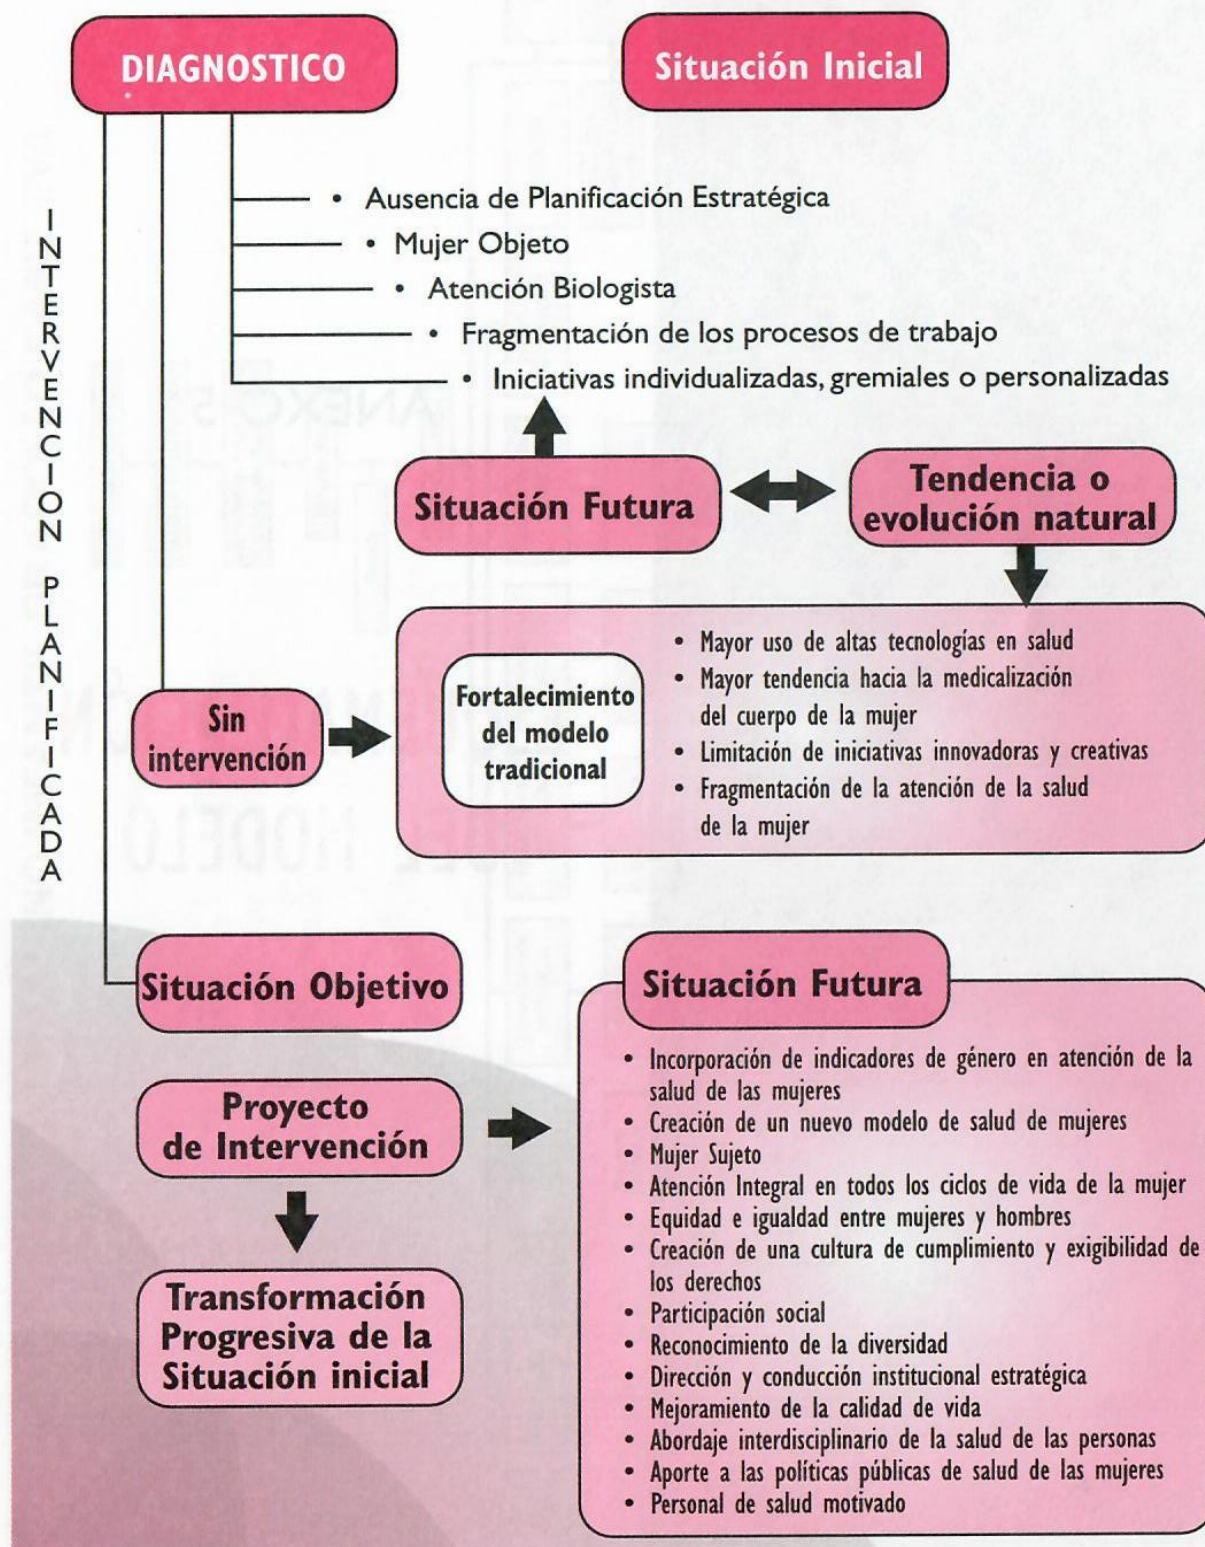 DIAGNOSTICO
Situación Inicial
INTERVENCION PLANIFICADA
• Ausencia de Planificación Estratégica
• Mujer Objeto
• Atención Biologista
• Fragmentación de los procesos de trabajo
• Iniciativas individualizadas, gremiales o personalizadas
Situación Futura
Tendencia o
evolución natural
Sin
intervención
Fortalecimiento
del modelo
tradicional
• Mayor uso de altas tecnologías en salud
• Mayor tendencia hacia la medicalización
del cuerpo de la mujer
• Limitación de iniciativas innovadoras y creativas
• Fragmentación de la atención de la salud
de la mujer
Situación Objetivo
Proyecto
de Intervención
Transformación
Progresiva de la
Situación inicial
Situación Futura
• Incorporación de indicadores de género en atención de la
salud de las mujeres
• Creación de un nuevo modelo de salud de mujeres
• Mujer Sujeto
• Atención Integral en todos los ciclos de vida de la mujer
• Equidad e igualdad entre mujeres y hombres
• Creación de una cultura de cumplimiento y exigibilidad de
los derechos
• Participación social
• Reconocimiento de la diversidad
• Dirección y conducción institucional estratégica
• Mejoramiento de la calidad de vida
• Abordaje interdisciplinario de la salud de las personas
• Aporte a las políticas públicas de salud de las mujeres
• Personal de salud motivado